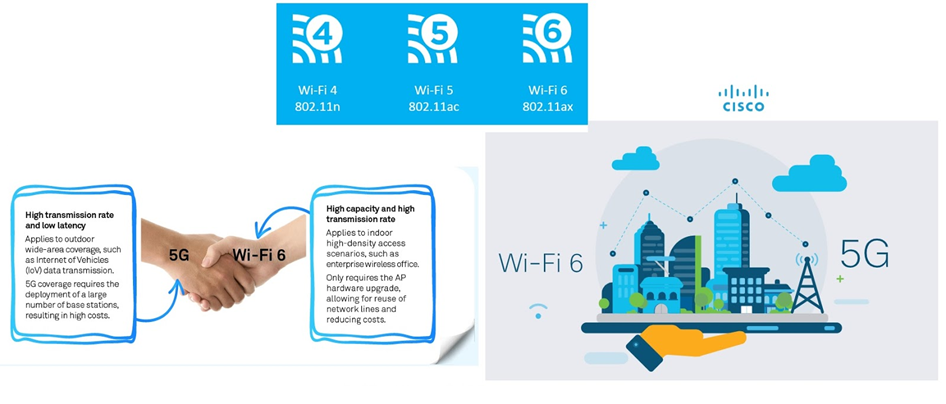 4
5
6
Wi-Fi 4
802.11n
Wi-Fi 5
802.11ac
Wi-Fi 6
802.11ax
CISCO
High transmission rate
and low latency
Applies to outdoor
wide-area coverage, such
as Internet of Vehicles
(IoV) data transmission.
5G coverage requires the
deployment of a large
number of base stations,
resulting in high costs.
5G
Wi-Fi 6
High capacity and high
transmission rate
Applies to indoor
high-density access
scenarios, such as
enterprise wireless office.
Only requires the AP
hardware upgrade,
allowing for reuse of
network lines and
reducing costs.
Wi-Fi 6
5G